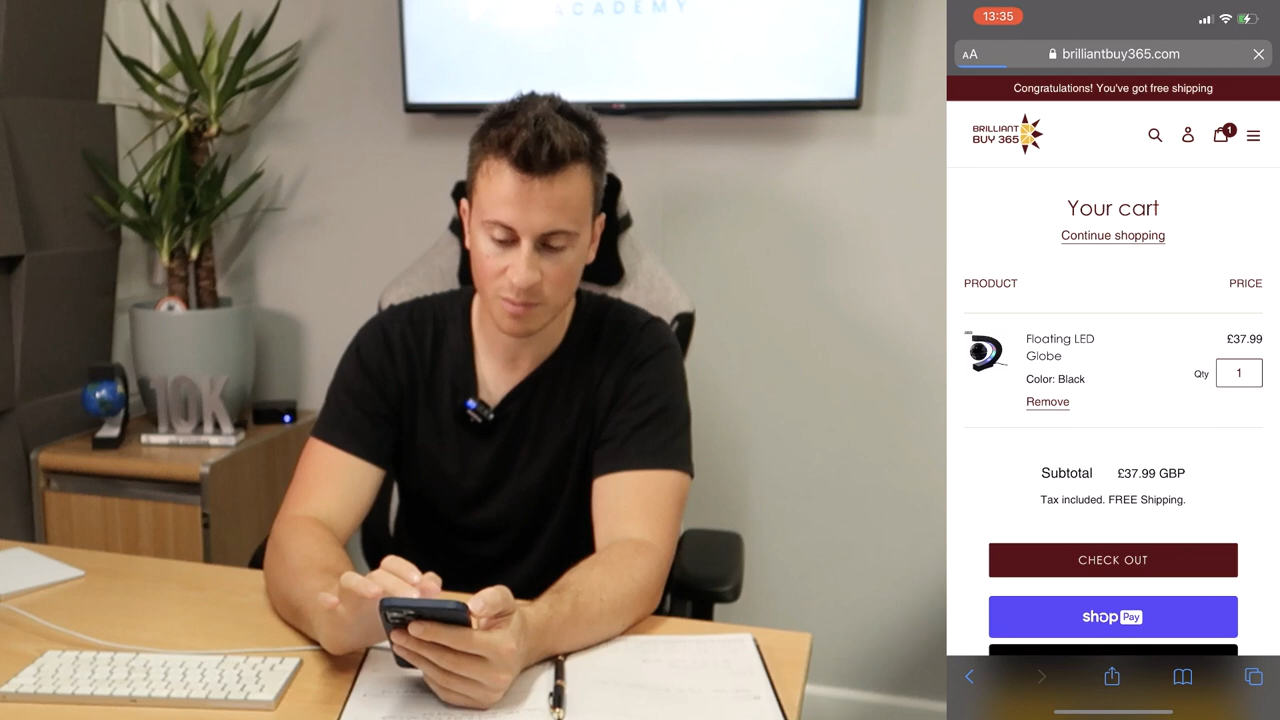 ACADEMY
10K
13:35
AA
brilliantbuy365.com
Congratulations! You've got free shipping
BRILLIANT
BUY 365
1
Your cart
Continue shopping
PRODUCT
PRICE
Floating LED
Globe
£37.99
Color: Black
Qty
1
Remove
Subtotal £37.99 GBP
Tax included. FREE Shipping.
CHECK OUT
shop Pay